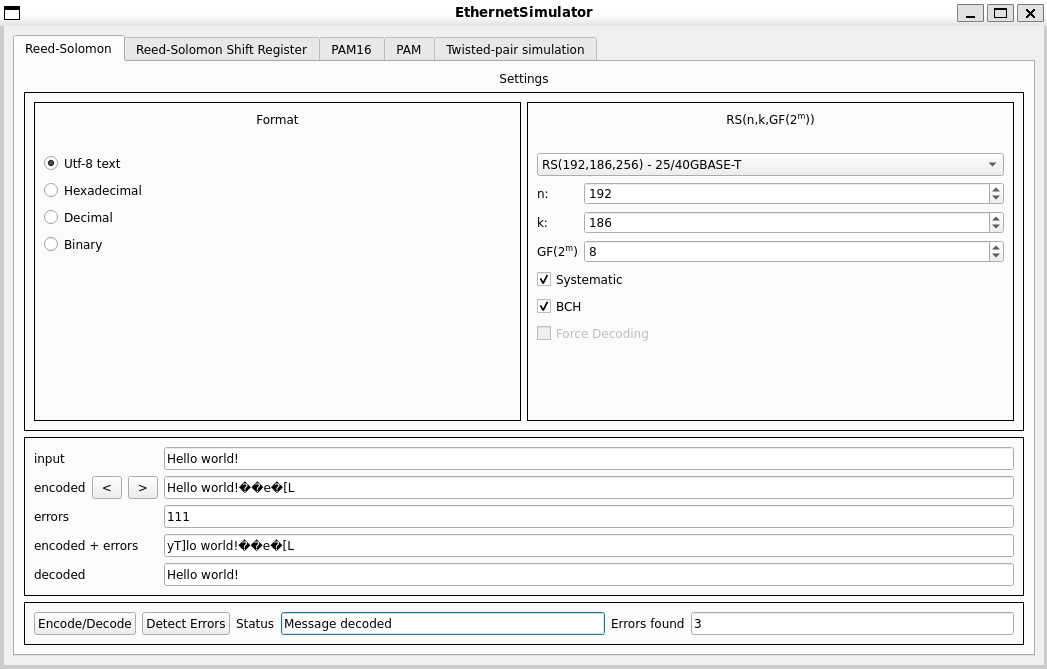 EthernetSimulator
Reed-Solomon Reed-Solomon Shift Register PAM16 PAM Twisted-pair simulation
Settings
Format
Utf-8 text
Hexadecimal
Decimal
Binary
RS(n,k,GF(2ᵐ))
RS(192,186,256) - 25/40GBASE-T
n: 192
k: 186
GF(2ᵐ) 8
Systematic
BCH
Force Decoding
input Hello world!
encoded < > Hello world!��e�[L
errors 111
encoded + errors yT]lo world!��e�[L
decoded Hello world!
Encode/Decode Detect Errors Status Message decoded Errors found 3